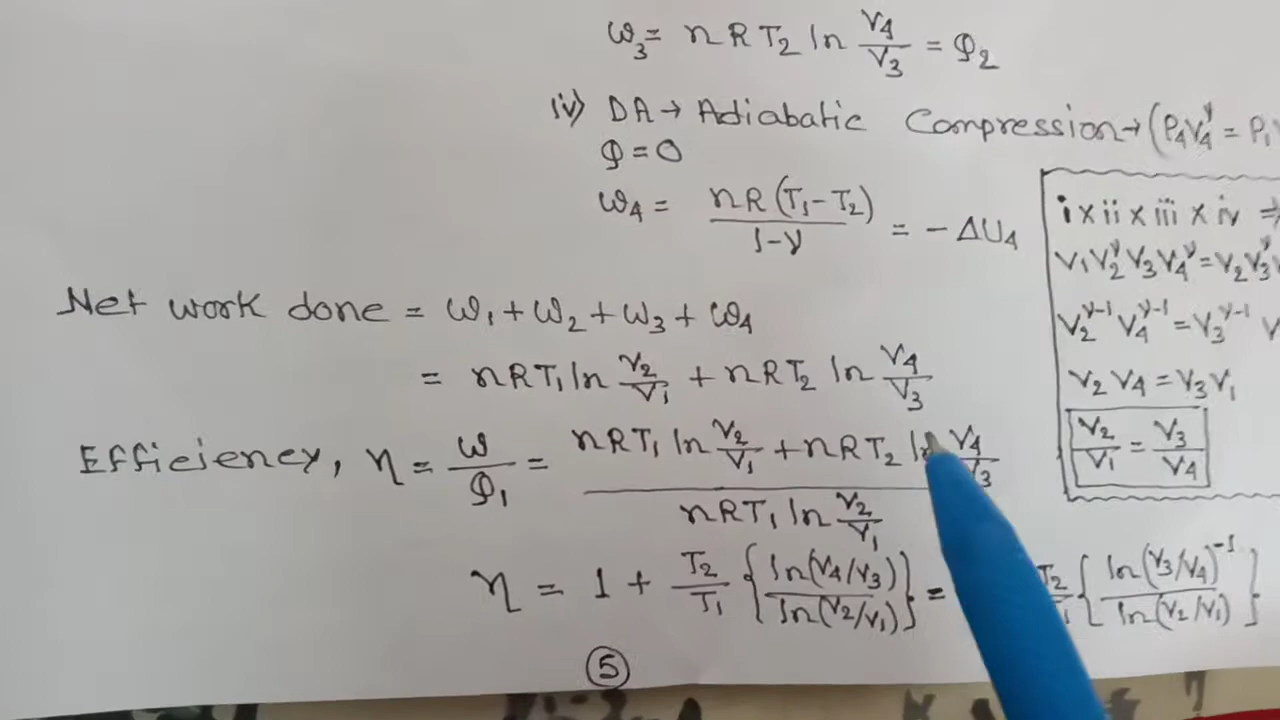 ω₃ = nRT₂ ln V₄/V₃ = Q₂
iv) DA → Adiabatic Compression → (P₄V₄^γ = P₁
Q = 0
ω₄ = nR(T₁-T₂)/1-γ = -ΔU₄
i x ii x iii x iv ⇒
V₁V₂^γ V₃V₄^γ = V₂V₃^γ
V₂^γ-1 V₄^γ-1 = V₃^γ-1
V₂V₄ = V₃V₁
V₂/V₁ = V₃/V₄
Net work done = ω₁+ω₂+ω₃+ω₄
= nRT₁ ln V₂/V₁ + nRT₂ ln V₄/V₃
Efficiency, η = ω/Q₁ = nRT₁ ln V₂/V₁ + nRT₂ ln V₄/V₃ / nRT₁ ln V₂/V₁
η = 1 + T₂/T₁ {ln(V₄/V₃)/ln(V₂/V₁)} = T₂ {ln(V₃/V₄)^-1/ln(V₂/V₁)}
5